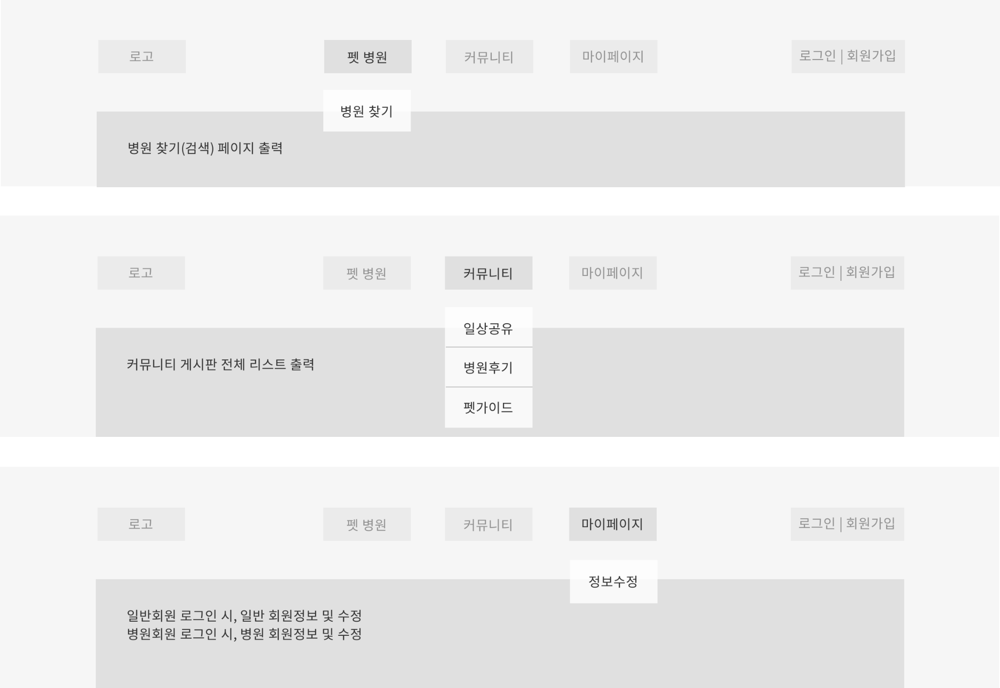 로고
펫 병원
커뮤니티
마이페이지
로그인 | 회원가입
병원 찾기
병원 찾기(검색) 페이지 출력
로고
펫 병원
커뮤니티
마이페이지
로그인 | 회원가입
일상공유
커뮤니티 게시판 전체 리스트 출력
병원후기
펫가이드
로고
펫 병원
커뮤니티
마이페이지
로그인 | 회원가입
정보수정
일반회원 로그인 시, 일반 회원정보 및 수정
병원회원 로그인 시, 병원 회원정보 및 수정